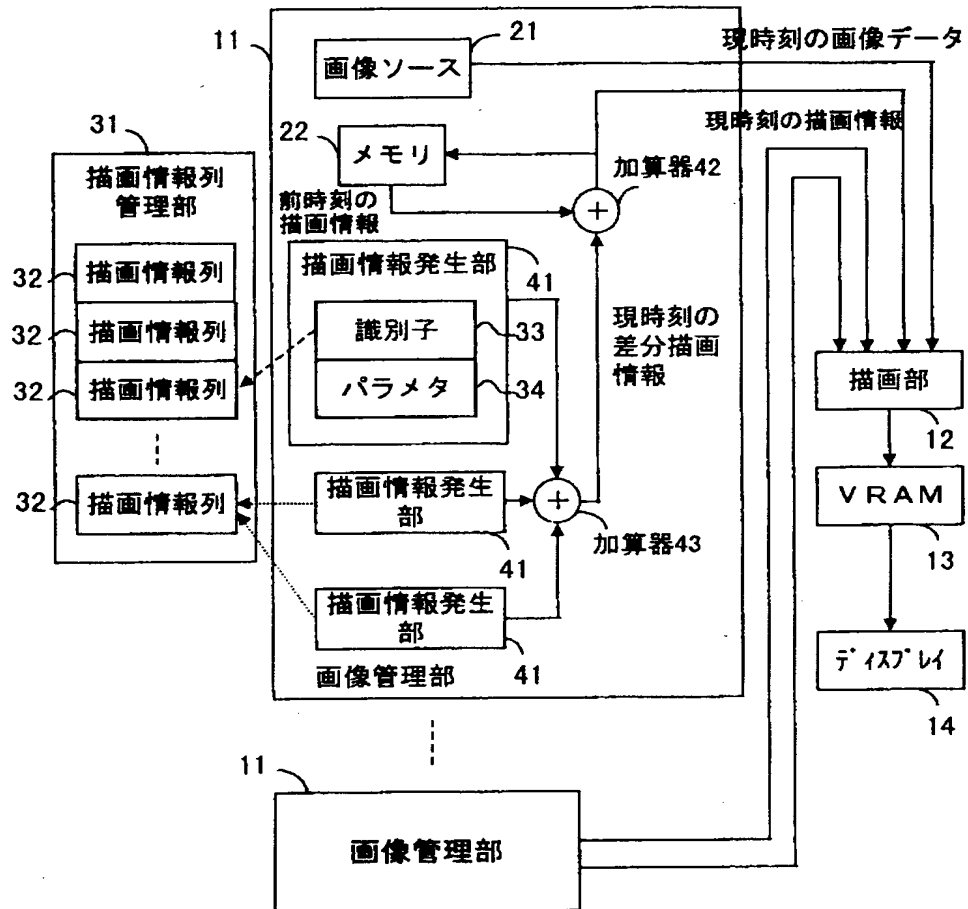 11
21
画像ソース
現時刻の画像データ
22
メモリ
現時刻の描画情報
加算器42
前時刻の
描画情報
31
描画情報列
管理部
32
描画情報列
32
描画情報列
32
描画情報列
32
描画情報列
描画情報発生部
41
識別子
33
パラメタ
34
現時刻の
差分描画
情報
描画情報発生
部
41
加算器43
描画情報発生
部
41
画像管理部
描画部
12
VRAM
13
ディスプレイ
14
11
画像管理部